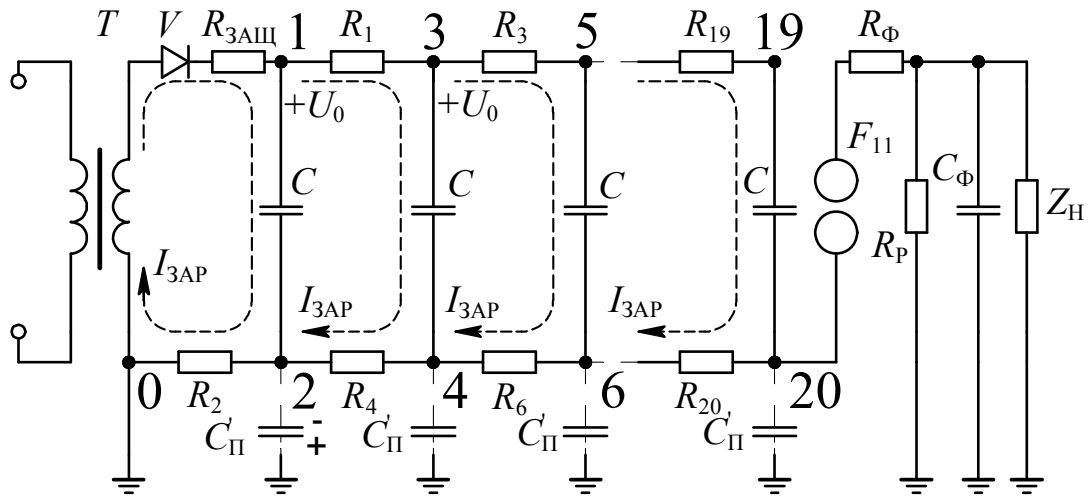 T V R_ЗАЩ 1 R_1 3 R_3 5 R_19 19 R_Ф
+U_0 +U_0
F_11
C C C C C_Ф Z_Н
R_Р
I_ЗАР I_ЗАР I_ЗАР I_ЗАР
0 R_2 2 R_4 4 R_6 6 R_20 20
C'_П - + C'_П C'_П C'_П